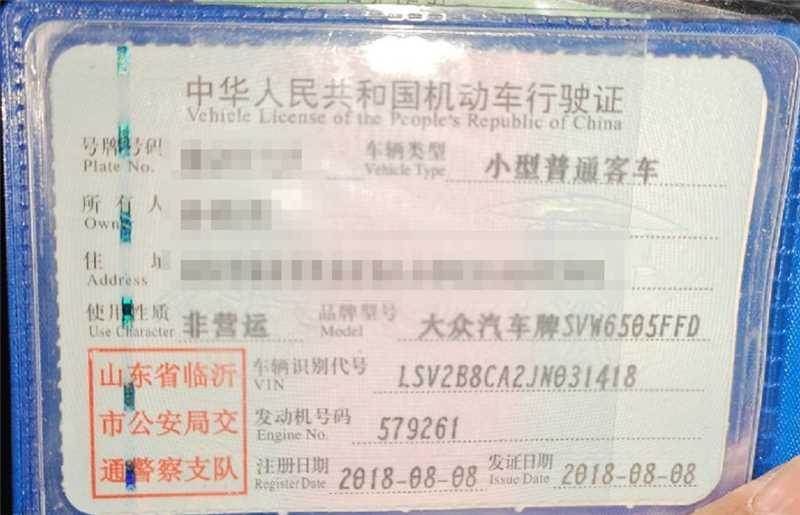 中华人民共和国机动车行驶证
Vehicle License of the People's Republic of China
号牌号码 车辆类型 小型普通客车
Plate No. Vehicle Type
所有人
Owner
住址
Address
使用性质 非营运 品牌型号 大众汽车牌SVW6505FFD
Use Character Model
山东省临沂
市公安局交
通警察支队
车辆识别代号 LSV2B8CA2JN031418
VIN
发动机号码 579261
Engine No.
注册日期 2018-08-08 发证日期 2018-08-08
Register Date Issue Date